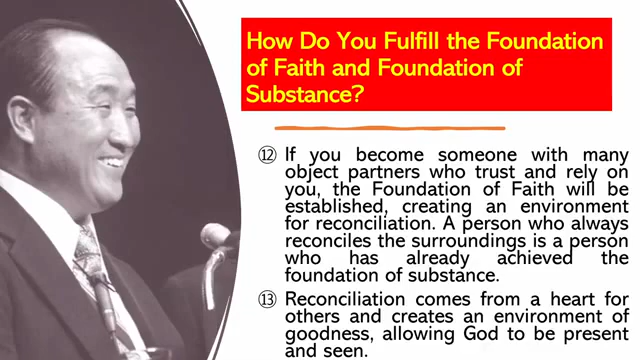 How Do You Fulfill the Foundation
of Faith and Foundation of
Substance?
⑫ If you become someone with many
object partners who trust and rely on
you, the Foundation of Faith will be
established, creating an environment
for reconciliation. A person who always
reconciles the surroundings is a person
who has already achieved the
foundation of substance.
⑬ Reconciliation comes from a heart for
others and creates an environment of
goodness, allowing God to be present
and seen.